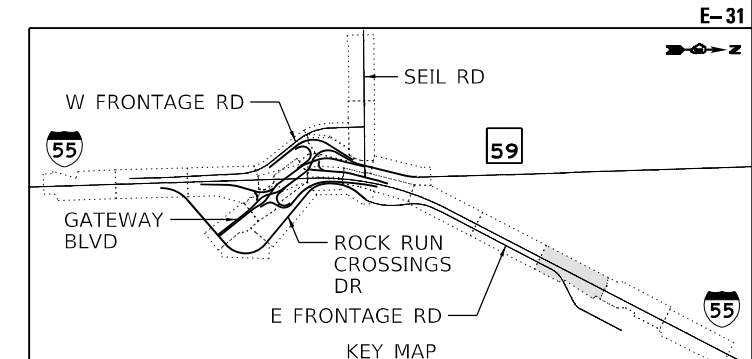 E-31
Z
SEIL RD
W FRONTAGE RD
55
59
GATEWAY
BLVD
ROCK RUN
CROSSINGS
DR
E FRONTAGE RD
55
KEY MAP